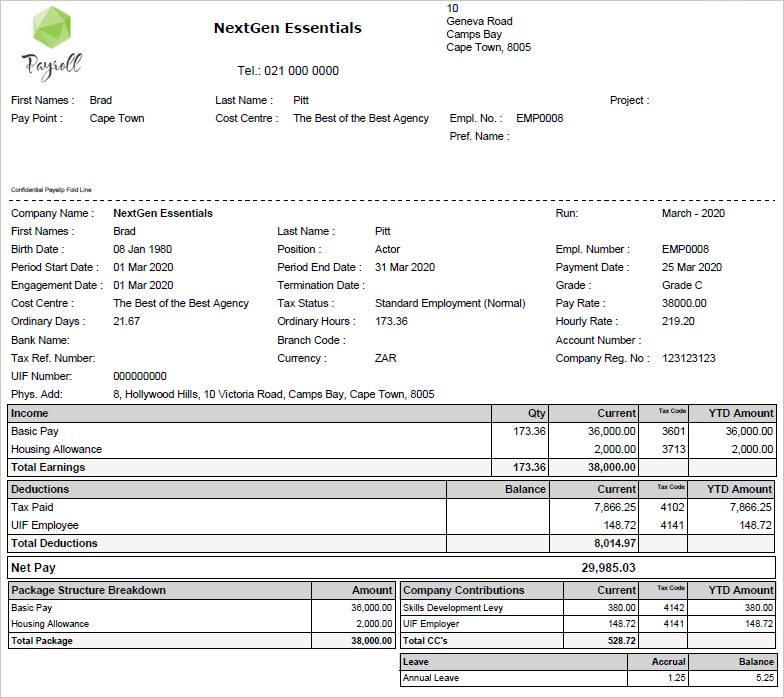 NextGen Essentials
10
Geneva Road
Camps Bay
Cape Town, 8005
Payroll
Tel.: 021 000 0000
First Names : Brad Last Name : Pitt Project :
Pay Point : Cape Town Cost Centre : The Best of the Best Agency Empl. No. : EMP0008
Pref. Name :
Confidential Payslip Fold Line
Company Name : NextGen Essentials Run: March - 2020
First Names : Brad Last Name : Pitt
Birth Date : 08 Jan 1980 Position : Actor Empl. Number : EMP0008
Period Start Date : 01 Mar 2020 Period End Date : 31 Mar 2020 Payment Date : 25 Mar 2020
Engagement Date : 01 Mar 2020 Termination Date : Grade : Grade C
Cost Centre : The Best of the Best Agency Tax Status : Standard Employment (Normal) Pay Rate : 38000.00
Ordinary Days : 21.67 Ordinary Hours : 173.36 Hourly Rate : 219.20
Bank Name: Branch Code : Account Number :
Tax Ref. Number: Currency : ZAR Company Reg. No : 123123123
UIF Number: 000000000
Phys. Add: 8, Hollywood Hills, 10 Victoria Road, Camps Bay, Cape Town, 8005
Income Qty Current Tax Code YTD Amount
Basic Pay 173.36 36,000.00 3601 36,000.00
Housing Allowance 2,000.00 3713 2,000.00
Total Earnings 173.36 38,000.00
Deductions Balance Current Tax Code YTD Amount
Tax Paid 7,866.25 4102 7,866.25
UIF Employee 148.72 4141 148.72
Total Deductions 8,014.97
Net Pay 29,985.03
Package Structure Breakdown Amount Company Contributions Current Tax Code YTD Amount
Basic Pay 36,000.00 Skills Development Levy 380.00 4142 380.00
Housing Allowance 2,000.00 UIF Employer 148.72 4141 148.72
Total Package 38,000.00 Total CC's 528.72
Leave Accrual Balance
Annual Leave 1.25 5.25